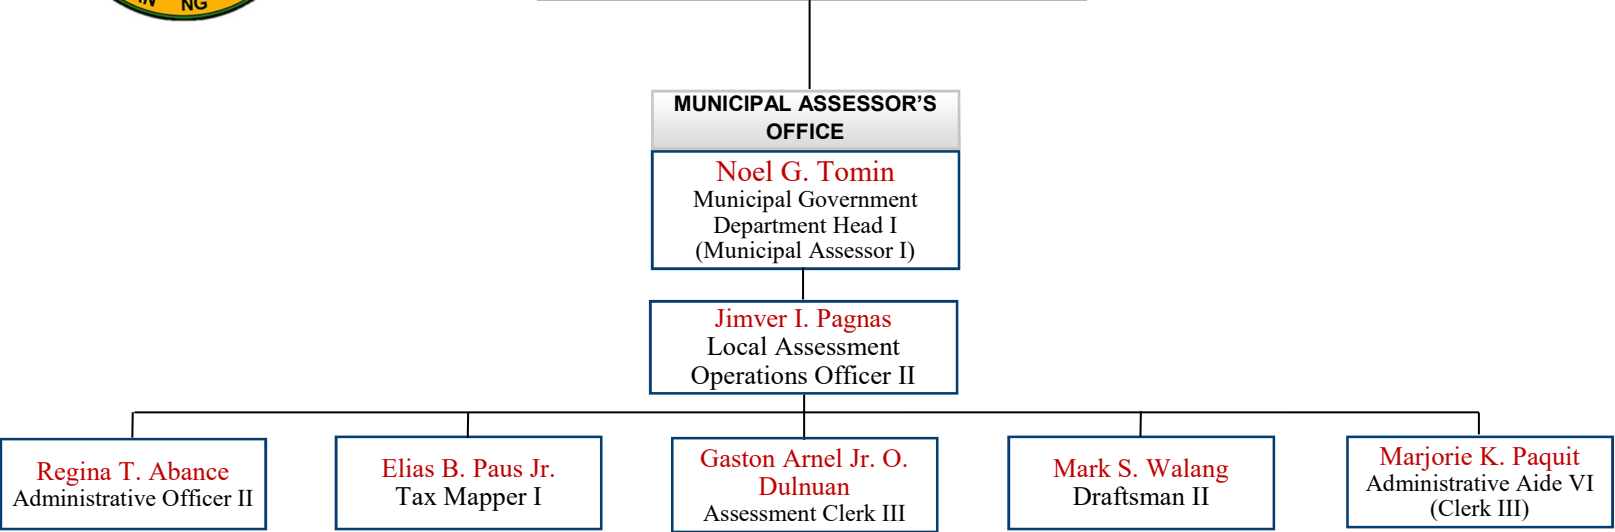 IN NG
MUNICIPAL ASSESSOR’S
OFFICE
Noel G. Tomin
Municipal Government
Department Head I
(Municipal Assessor I)
Jimver I. Pagnas
Local Assessment
Operations Officer II
Regina T. Abance
Administrative Officer II
Elias B. Paus Jr.
Tax Mapper I
Gaston Arnel Jr. O.
Dulnuan
Assessment Clerk III
Mark S. Walang
Draftsman II
Marjorie K. Paquit
Administrative Aide VI
(Clerk III)